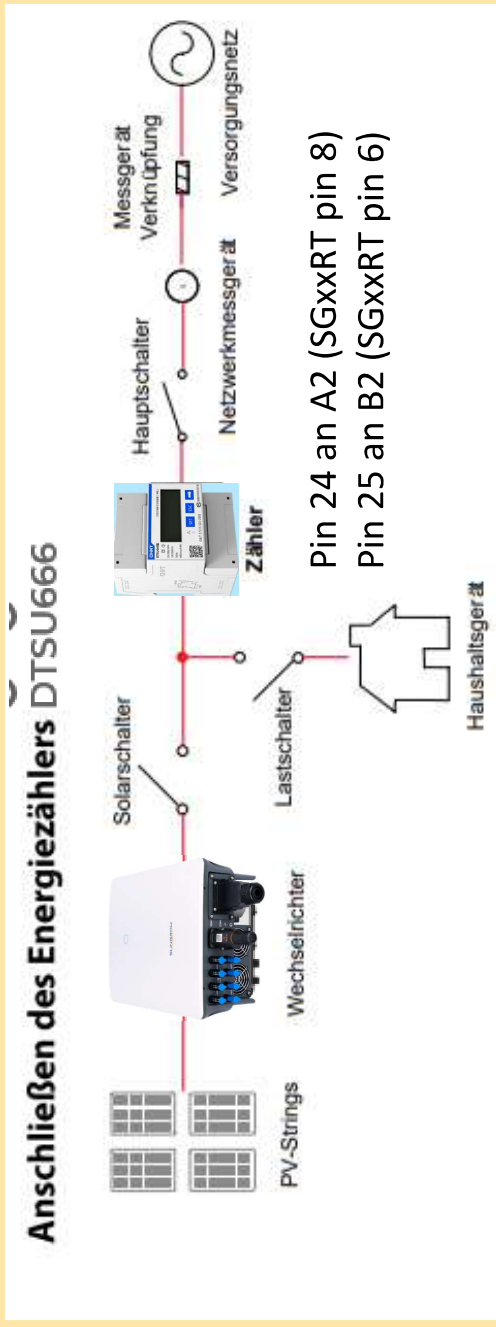 Anschließen des Energiezählers DTSU666
Messgerät
Verknüpfung
Hauptschalter
Solarschalter
Versorgungsnetz
Netzwerkmessgerät
Zähler
Wechselrichter
PV-Strings
Lastschalter
Haushaltsgerät
Pin 24 an A2 (SGxxRT pin 8)
Pin 25 an B2 (SGxxRT pin 6)